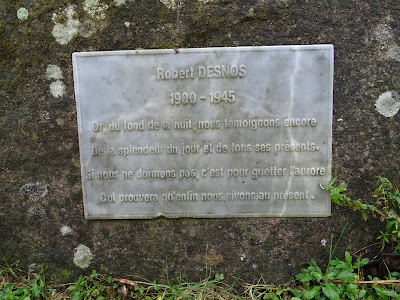 Robert DESNOS
1900 - 1945
Or, du fond de la nuit, nous témoignons encore
De la splendeur du jour et de tous ses présents.
Si nous ne dormons pas, c'est pour guetter l'aurore
Qui prouvera qu'enfin nous vivons au présent.